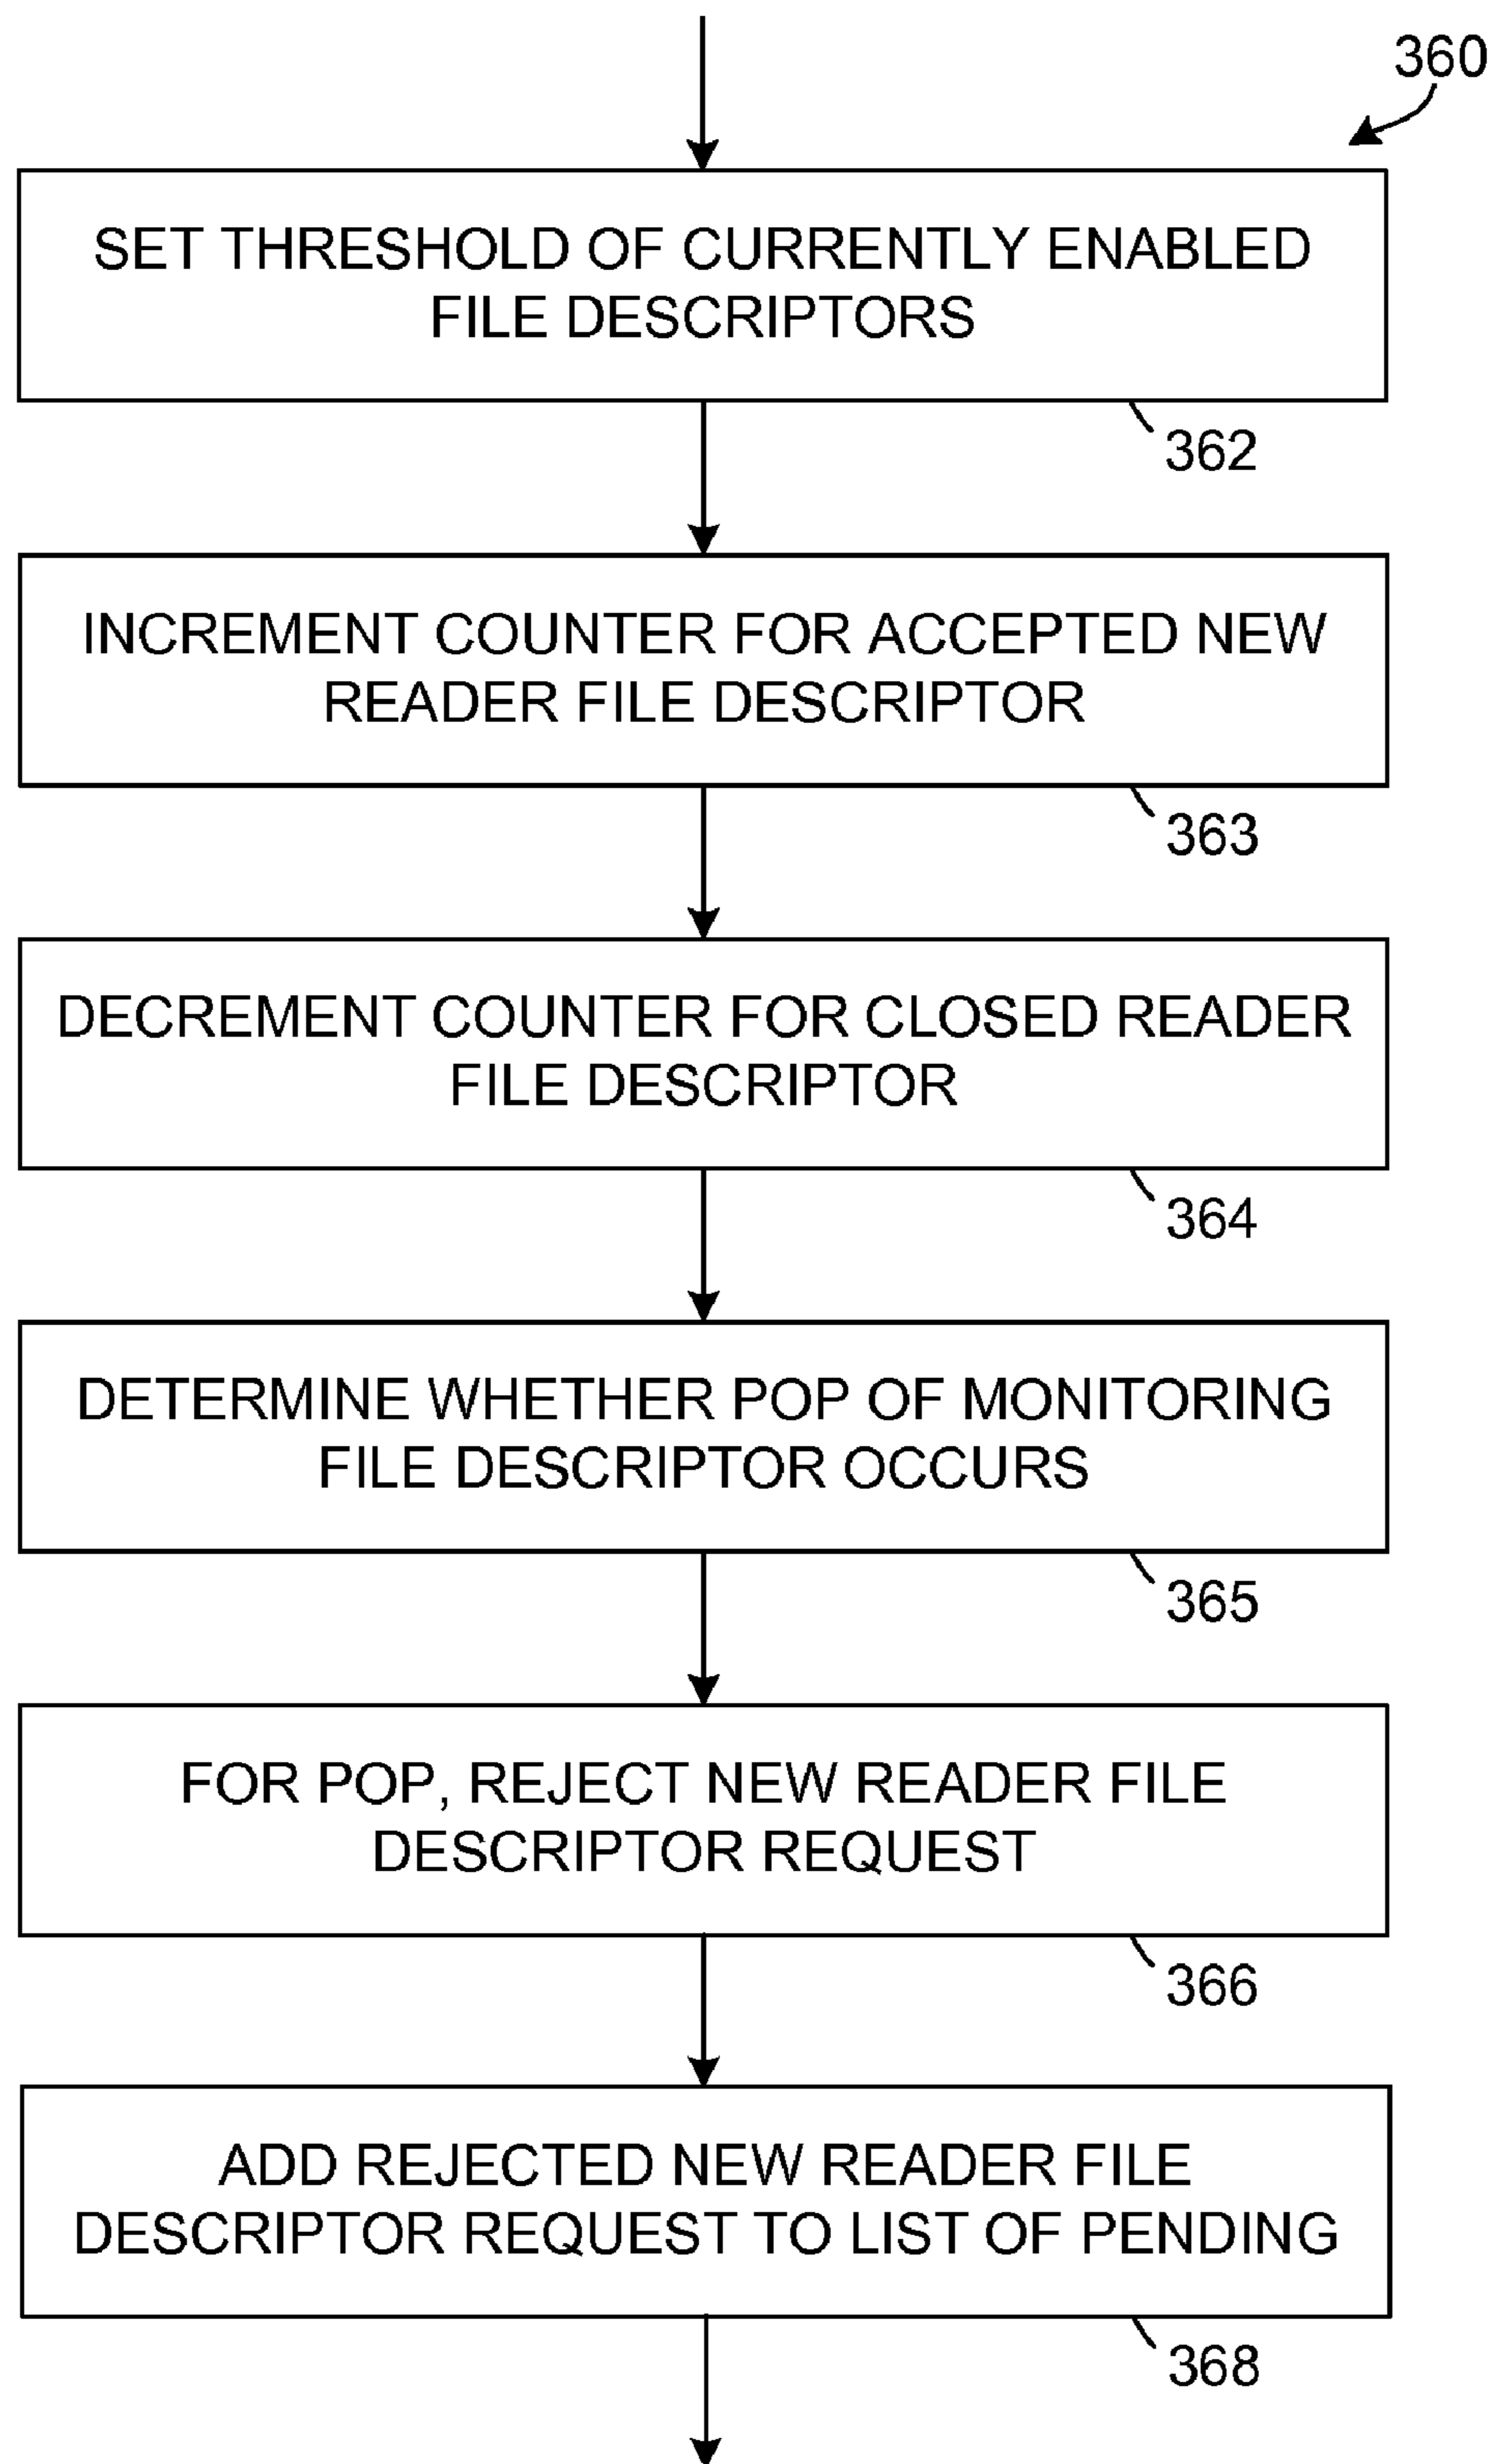 360
SET THRESHOLD OF CURRENTLY ENABLED
FILE DESCRIPTORS
362
INCREMENT COUNTER FOR ACCEPTED NEW
READER FILE DESCRIPTOR
363
DECREMENT COUNTER FOR CLOSED READER
FILE DESCRIPTOR
364
DETERMINE WHETHER POP OF MONITORING
FILE DESCRIPTOR OCCURS
365
FOR POP, REJECT NEW READER FILE
DESCRIPTOR REQUEST
366
ADD REJECTED NEW READER FILE
DESCRIPTOR REQUEST TO LIST OF PENDING
368